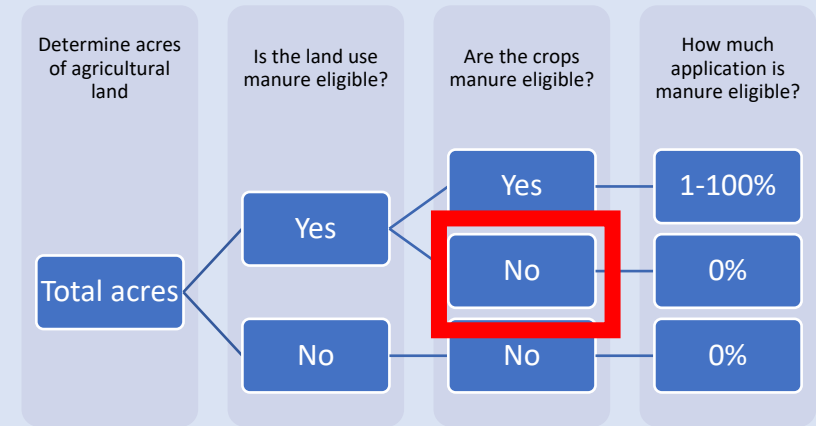 Determine acres
of agricultural
land
Is the land use
manure eligible?
Are the crops
manure eligible?
How much
application is
manure eligible?
Total acres
Yes
No
Yes
No
No
1-100%
0%
0%